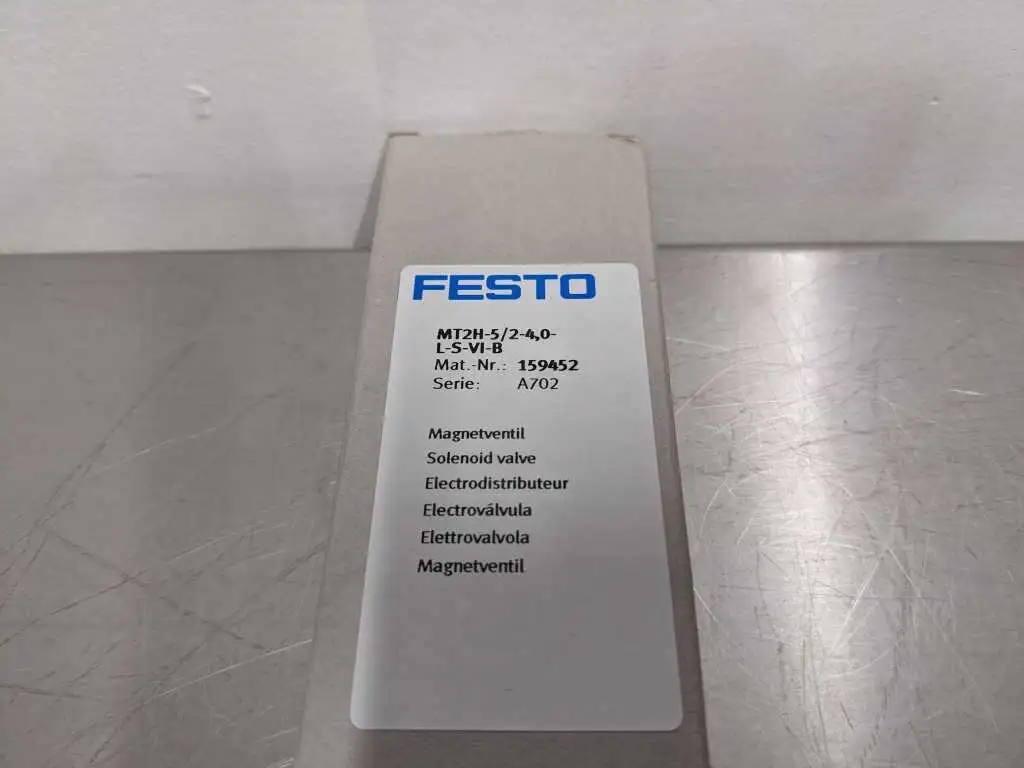 FESTO
MT2H-5/2-4,0-
L-S-VI-B
Mat.-Nr.: 159452
Serie: A702
Magnetventil
Solenoid valve
Electrodistributeur
Electroválvula
Elettrovalvola
Magnetventil